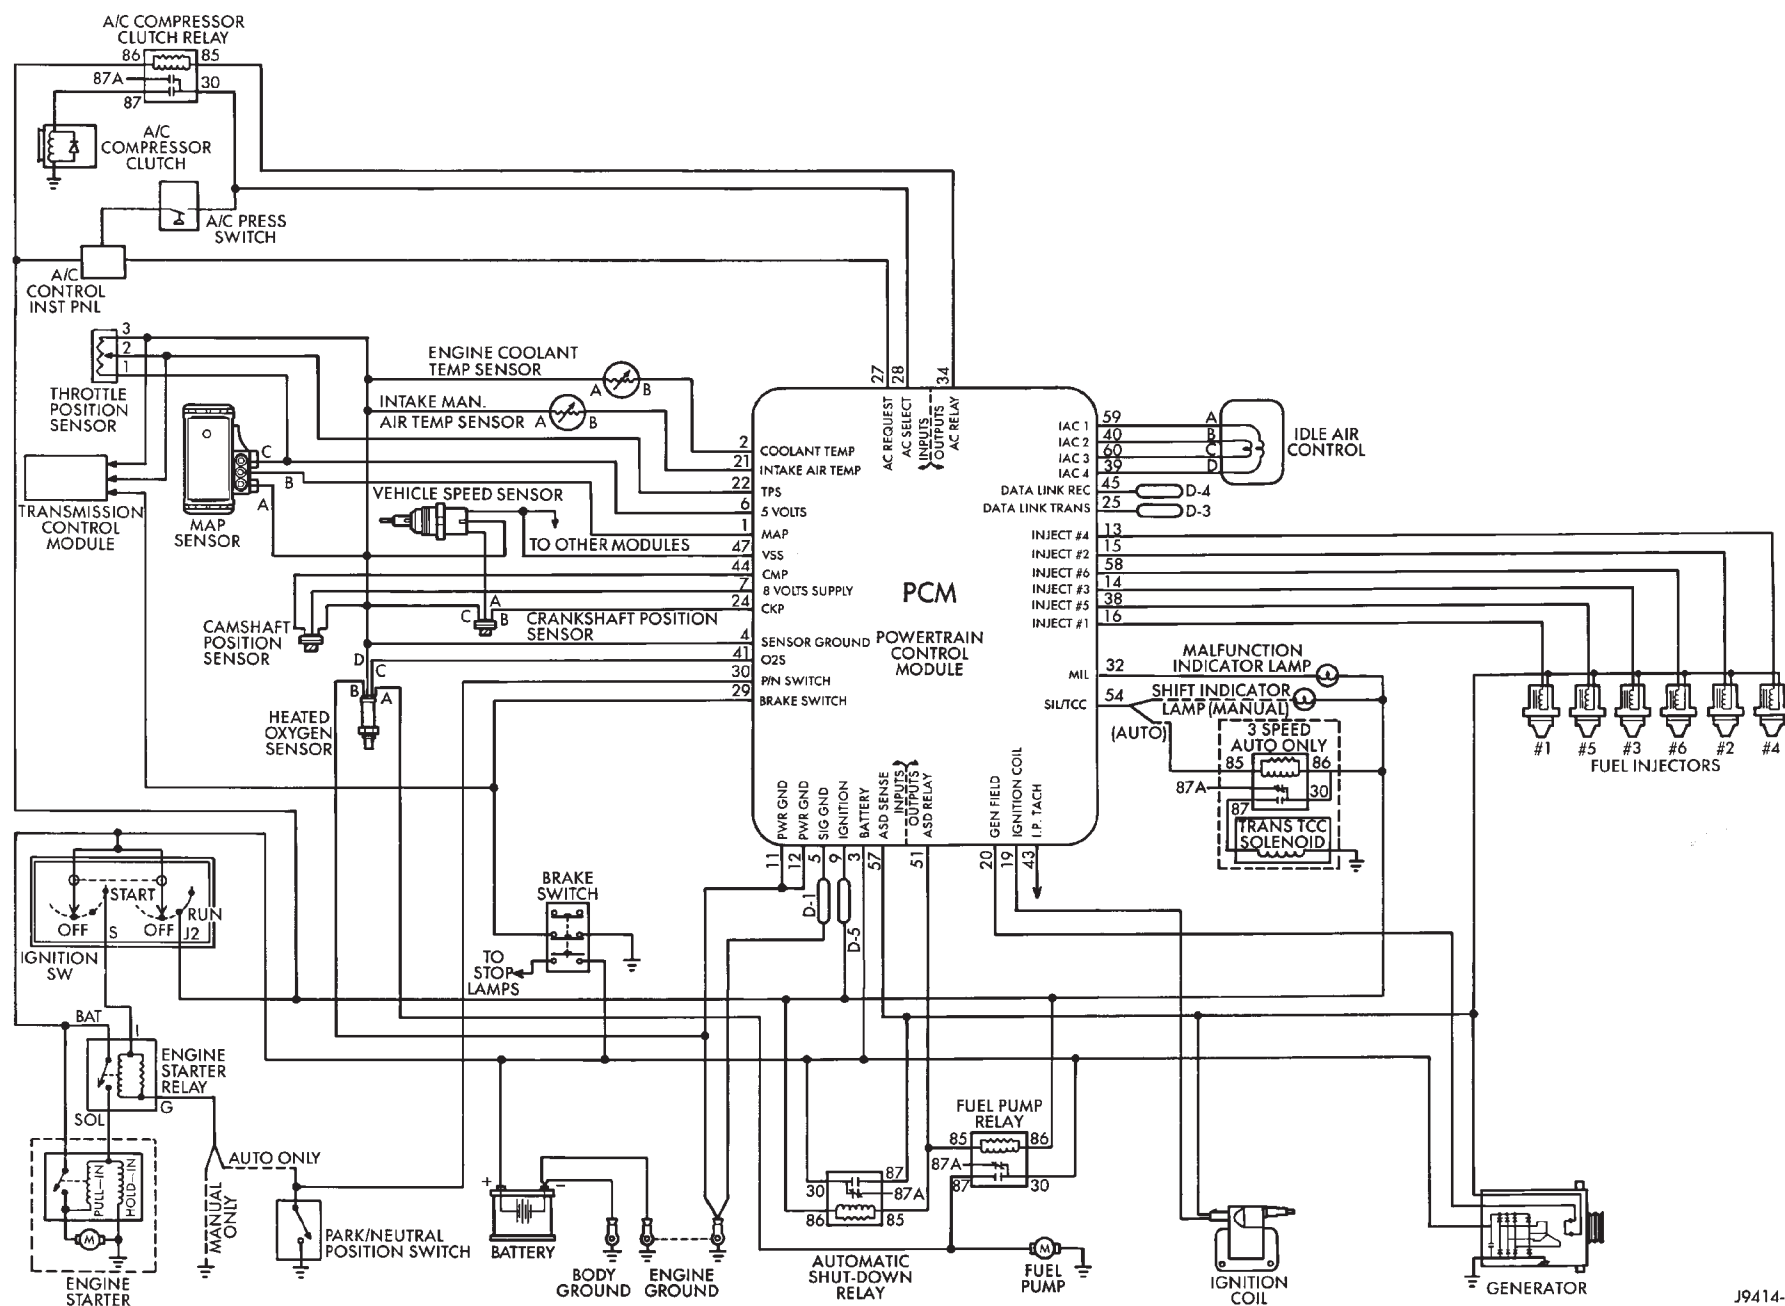 A/C COMPRESSOR
CLUTCH RELAY
86
85
87A
30
87
A/C
COMPRESSOR
CLUTCH
A/C PRESS
SWITCH
A/C
CONTROL
INST PNL
3
2
1
THROTTLE
POSITION
SENSOR
C
B
A
TRANSMISSION
CONTROL
MODULE
MAP
SENSOR
ENGINE COOLANT
TEMP SENSOR
A
B
INTAKE MAN.
AIR TEMP SENSOR
A
B
VEHICLE SPEED SENSOR
TO OTHER MODULES
CAMSHAFT
POSITION
SENSOR
C
A
B
CRANKSHAFT POSITION
SENSOR
D
C
B
A
HEATED
OXYGEN
SENSOR
27
28
34
AC REQUEST
AC SELECT
INPUTS
OUTPUTS
AC RELAY
2
COOLANT TEMP
21
INTAKE AIR TEMP
22
TPS
6
5 VOLTS
1
MAP
47
VSS
44
CMP
7
8 VOLTS SUPPLY
24
CKP
4
SENSOR GROUND
41
O2S
30
P/N SWITCH
29
BRAKE SWITCH
PCM
POWERTRAIN
CONTROL
MODULE
IAC 1
59
A
IAC 2
40
B
IAC 3
60
C
IAC 4
39
D
IDLE AIR
CONTROL
DATA LINK REC
45
D-4
DATA LINK TRANS
25
D-3
INJECT #4
13
INJECT #2
15
INJECT #6
58
INJECT #3
14
INJECT #5
38
INJECT #1
16
MIL
32
MALFUNCTION
INDICATOR LAMP
SIL/TCC
54
SHIFT INDICATOR
LAMP (MANUAL)
(AUTO)
3 SPEED
AUTO ONLY
85
86
87A
30
87
TRANS TCC
SOLENOID
#1
#5
#3
#6
#2
#4
FUEL INJECTORS
PWR GND
PWR GND
SIG GND
IGNITION
BATTERY
ASD SENSE
INPUTS
OUTPUTS
ASD RELAY
GEN FIELD
IGNITION COIL
I.P. TACH
11
12
5
9
3
57
51
20
19
43
D-1
D-5
BRAKE
SWITCH
TO
STOP
LAMPS
START
RUN
OFF
S
OFF
J2
IGNITION
SW
BAT
I
ENGINE
STARTER
RELAY
SOL
G
AUTO ONLY
MANUAL
ONLY
PULL-IN
HOLD-IN
M
ENGINE
STARTER
PARK/NEUTRAL
POSITION SWITCH
+
−
BATTERY
BODY
GROUND
ENGINE
GROUND
30
87
87A
86
85
AUTOMATIC
SHUT-DOWN
RELAY
FUEL PUMP
RELAY
85
86
87A
87
30
M
FUEL
PUMP
IGNITION
COIL
GENERATOR
J9414-